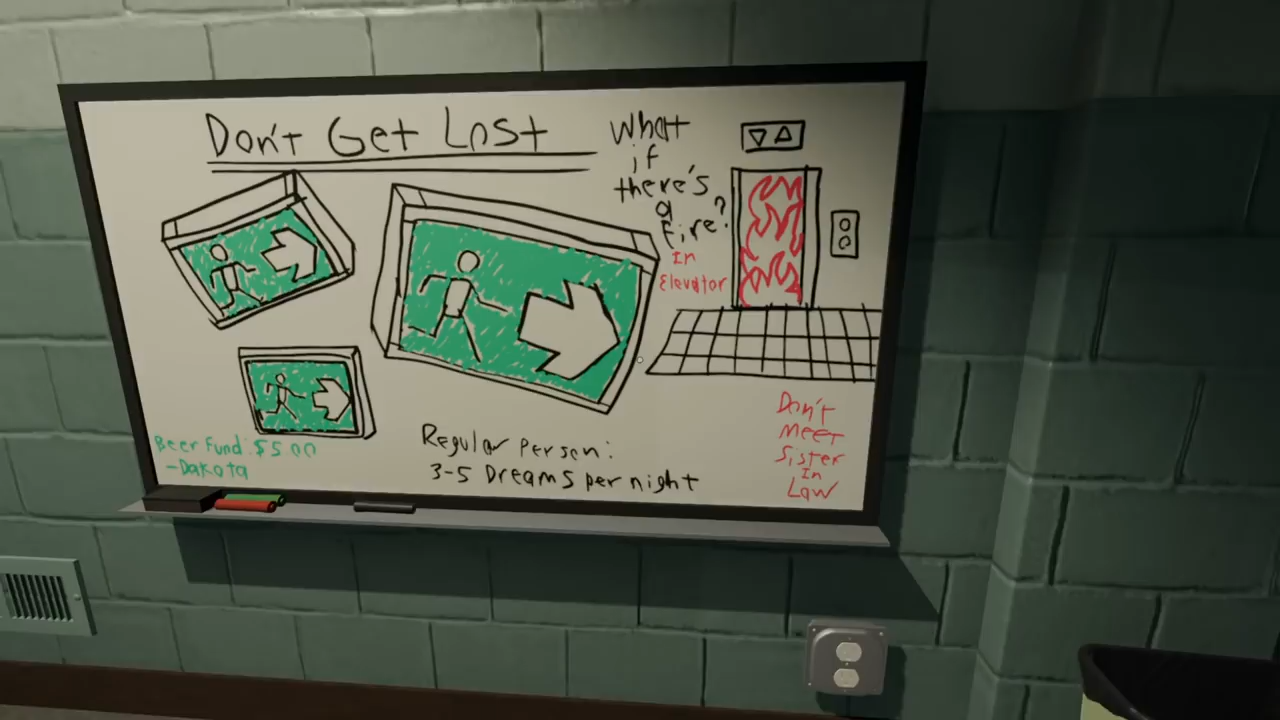 Don't Get Lost
What
if
there's
a
fire?
In
Elevator
Beer Fund: $5.00
-Dakota
Regular Person:
3-5 Dreams per night
Don't
Meet
Sister
In
Law